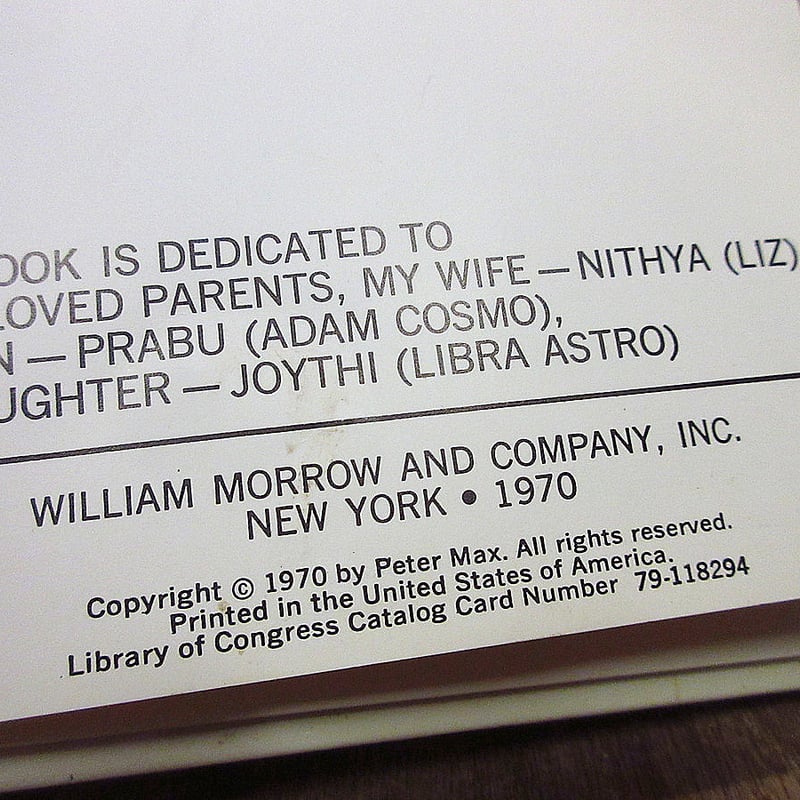 OOK IS DEDICATED TO
LOVED PARENTS, MY WIFE — NITHYA (LIZ)
N — PRABU (ADAM COSMO),
UGHTER — JOYTHI (LIBRA ASTRO)
WILLIAM MORROW AND COMPANY, INC.
NEW YORK • 1970
Copyright © 1970 by Peter Max. All rights reserved.
Printed in the United States of America.
Library of Congress Catalog Card Number 79-118294